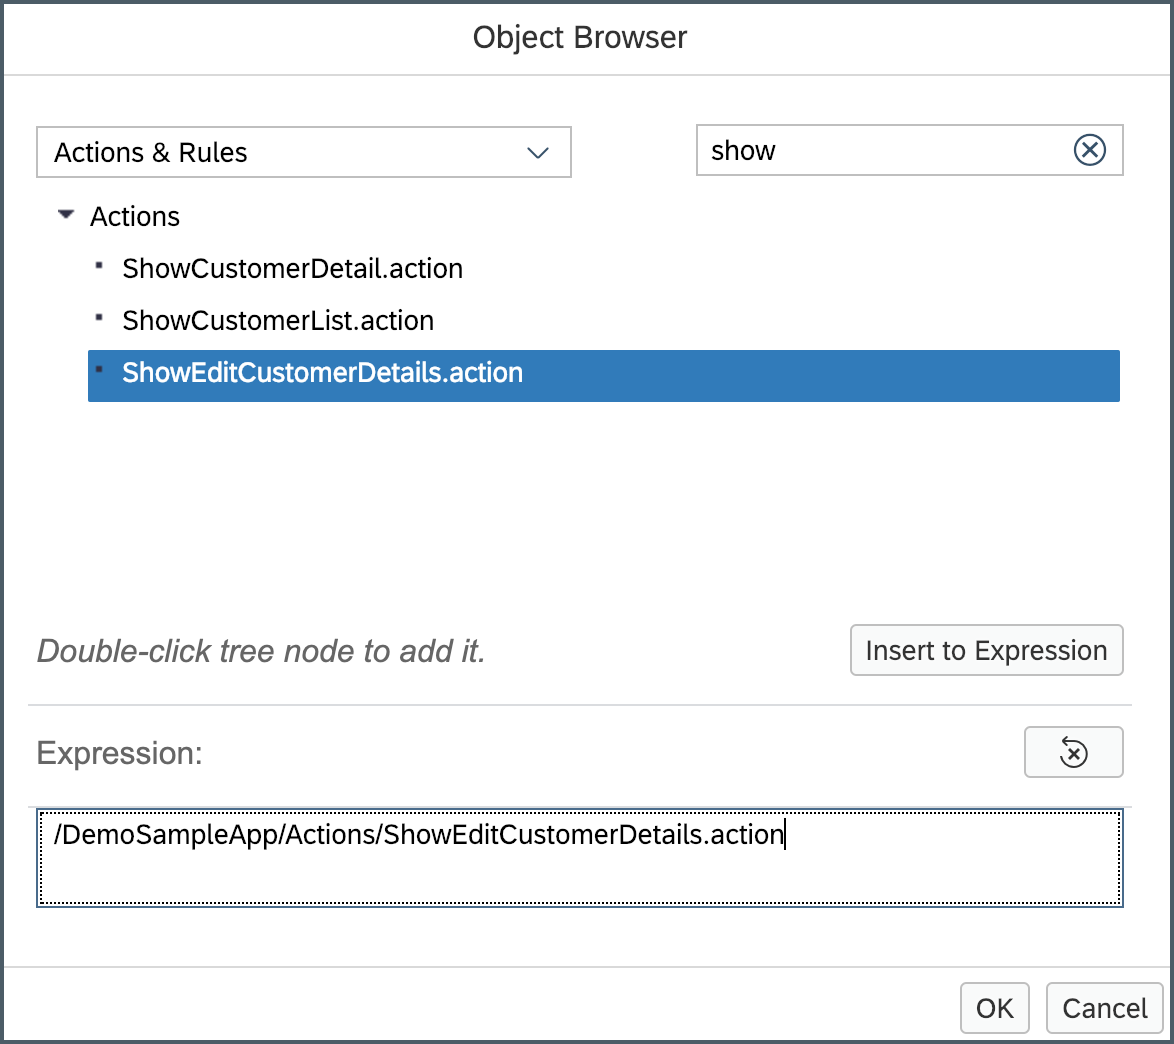 Object Browser
Actions & Rules
show
Actions
ShowCustomerDetail.action
ShowCustomerList.action
ShowEditCustomerDetails.action
Double-click tree node to add it.
Insert to Expression
Expression:
/DemoSampleApp/Actions/ShowEditCustomerDetails.action
OK
Cancel